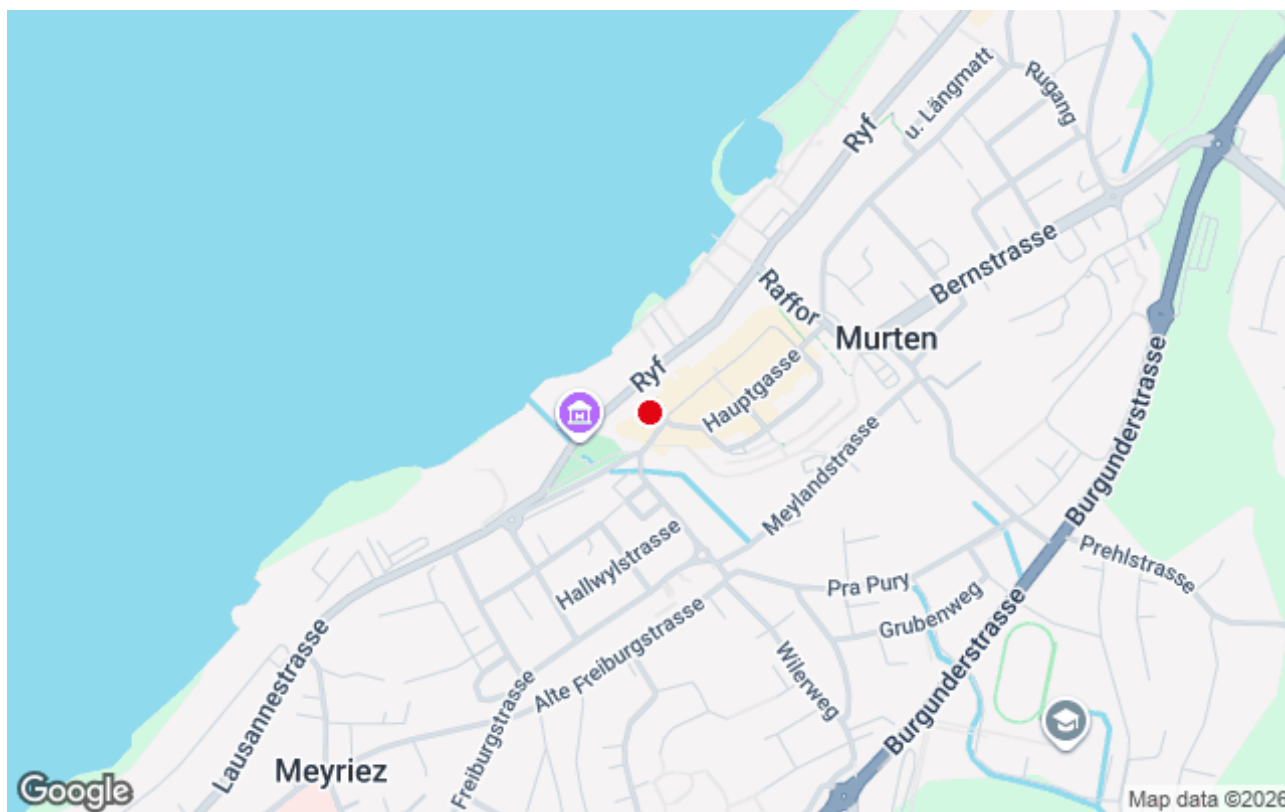 u. Längmatt
Rugang
Ryf
Bernstrasse
Raffor
Murten
Ryf
Hauptgasse
Meylandstrasse
Burgunderstrasse
Prehlstrasse
Hallwylstrasse
Pra Pury
Grubenweg
Lausannestrasse
Alte Freiburgstrasse
Wilerweg
Burgunderstrasse
Freiburgstrasse
Meyriez
Google
Map data ©2026